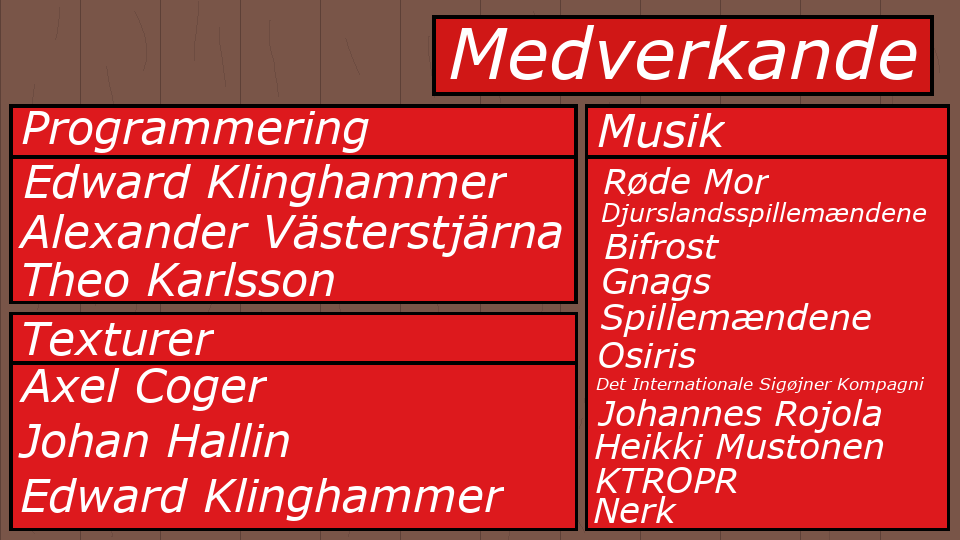 Medverkande
Programmering
Edward Klinghammer
Alexander Västerstjärna
Theo Karlsson
Texturer
Axel Coger
Johan Hallin
Edward Klinghammer
Musik
Røde Mor
Djurslandsspillemændene
Bifrost
Gnags
Spillemændene
Osiris
Det Internationale Sigøjner Kompagni
Johannes Rojola
Heikki Mustonen
KTROPR
Nerk